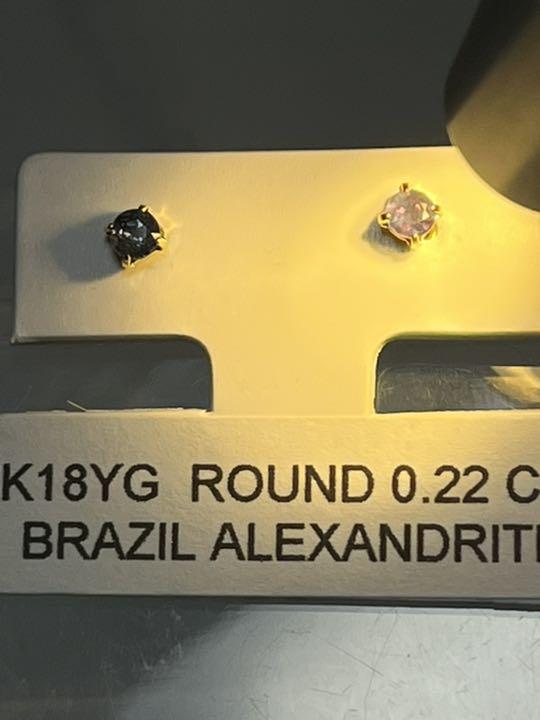 K18YG ROUND 0.22 C
BRAZIL ALEXANDRIT